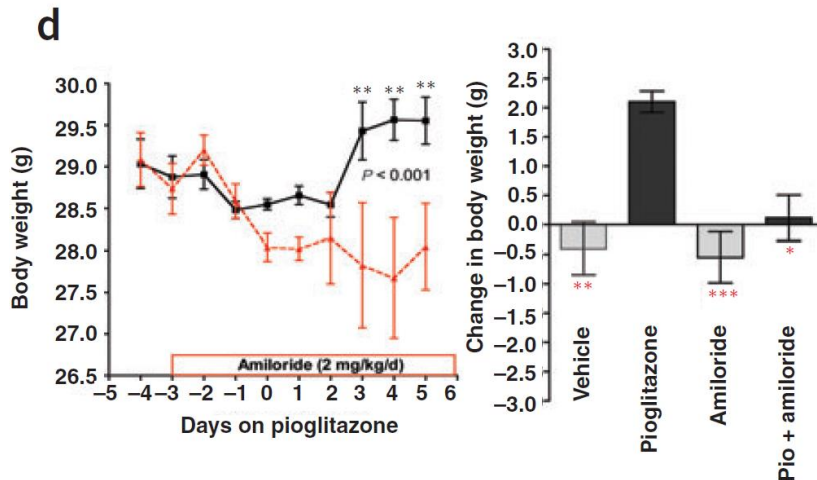 d
Body weight (g)
30.0
29.5
29.0
28.5
28.0
27.5
27.0
26.5
** ** **
P < 0.001
Amiloride (2 mg/kg/d)
–5 –4 –3 –2 –1 0 1 2 3 4 5 6
Days on pioglitazone
Change in body weight (g)
3.0
2.5
2.0
1.5
1.0
0.5
0.0
–0.5
–1.0
–1.5
–2.0
–2.5
–3.0
**
***
*
Vehicle
Pioglitazone
Amiloride
Pio + amiloride